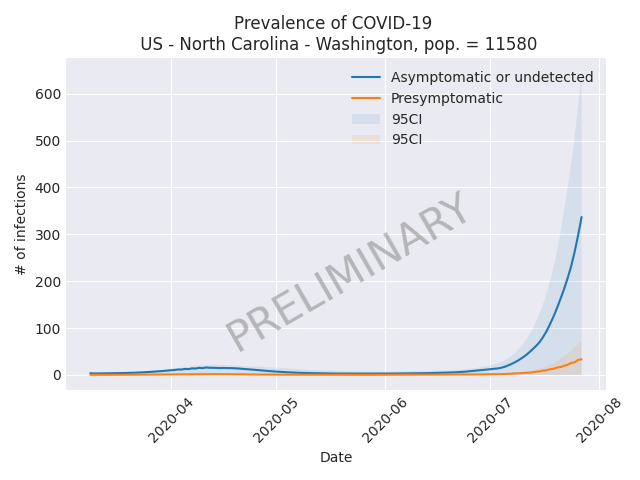 Prevalence of COVID-19
US - North Carolina - Washington, pop. = 11580
Asymptomatic or undetected
Presymptomatic
95CI
95CI
600
500
400
300
200
100
0
# of infections
PRELIMINARY
2020-04
2020-05
2020-06
2020-07
2020-08
Date